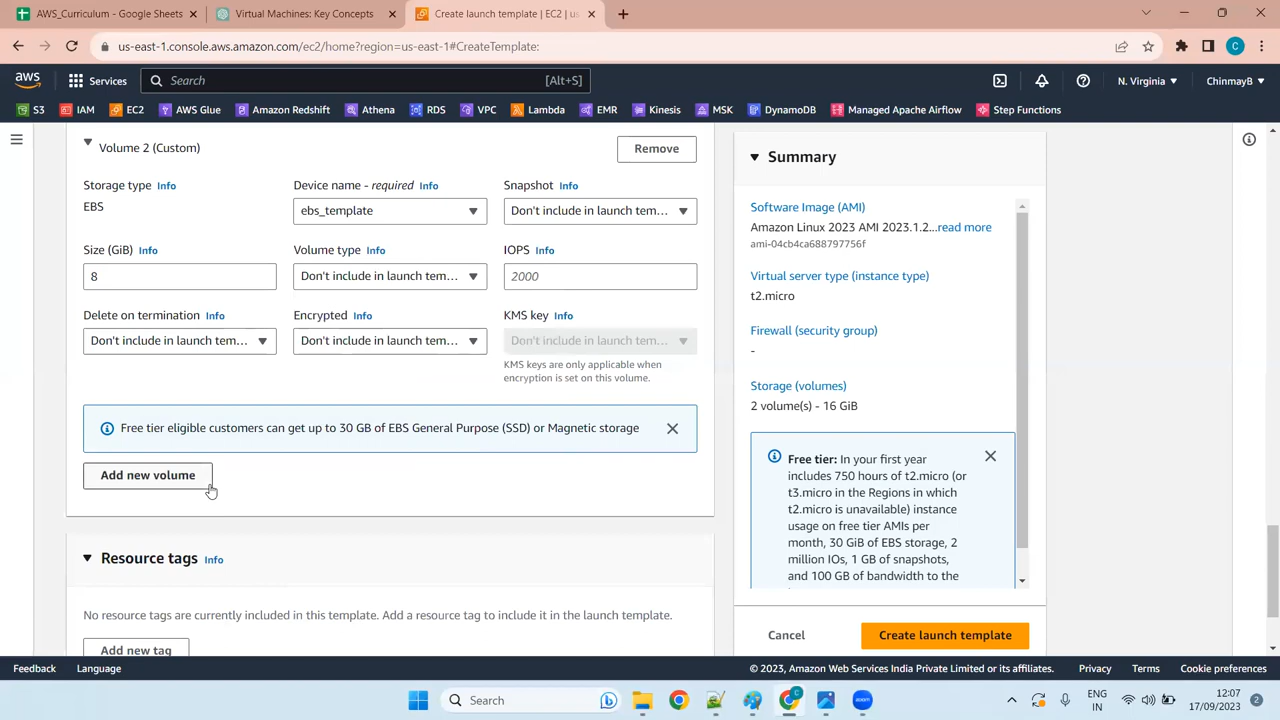 AWS_Curriculum - Google Sheets
Virtual Machines: Key Concepts
Create launch template | EC2 | us
us-east-1.console.aws.amazon.com/ec2/home?region=us-east-1#CreateTemplate:
C
aws
Services
Search
[Alt+S]
N. Virginia
ChinmayB
S3
IAM
EC2
AWS Glue
Amazon Redshift
Athena
RDS
VPC
Lambda
EMR
Kinesis
MSK
DynamoDB
Managed Apache Airflow
Step Functions
Volume 2 (Custom)
Remove
Storage type Info
EBS
Device name - required Info
ebs_template
Snapshot Info
Don't include in launch tem...
Size (GiB) Info
8
Volume type Info
Don't include in launch tem...
IOPS Info
2000
Delete on termination Info
Don't include in launch tem...
Encrypted Info
Don't include in launch tem...
KMS key Info
Don't include in launch tem...
KMS keys are only applicable when
encryption is set on this volume.
Free tier eligible customers can get up to 30 GB of EBS General Purpose (SSD) or Magnetic storage
Add new volume
Resource tags Info
No resource tags are currently included in this template. Add a resource tag to include it in the launch template.
Add new tag
Summary
Software Image (AMI)
Amazon Linux 2023 AMI 2023.1.2...read more
ami-04cb4ca688797756f
Virtual server type (instance type)
t2.micro
Firewall (security group)
-
Storage (volumes)
2 volume(s) - 16 GiB
Free tier: In your first year
includes 750 hours of t2.micro (or
t3.micro in the Regions in which
t2.micro is unavailable) instance
usage on free tier AMIs per
month, 30 GiB of EBS storage, 2
million IOs, 1 GB of snapshots,
and 100 GB of bandwidth to the
Cancel
Create launch template
Feedback
Language
© 2023, Amazon Web Services India Private Limited or its affiliates.
Privacy
Terms
Cookie preferences
Search
ENG
IN
12:07
17/09/2023
2